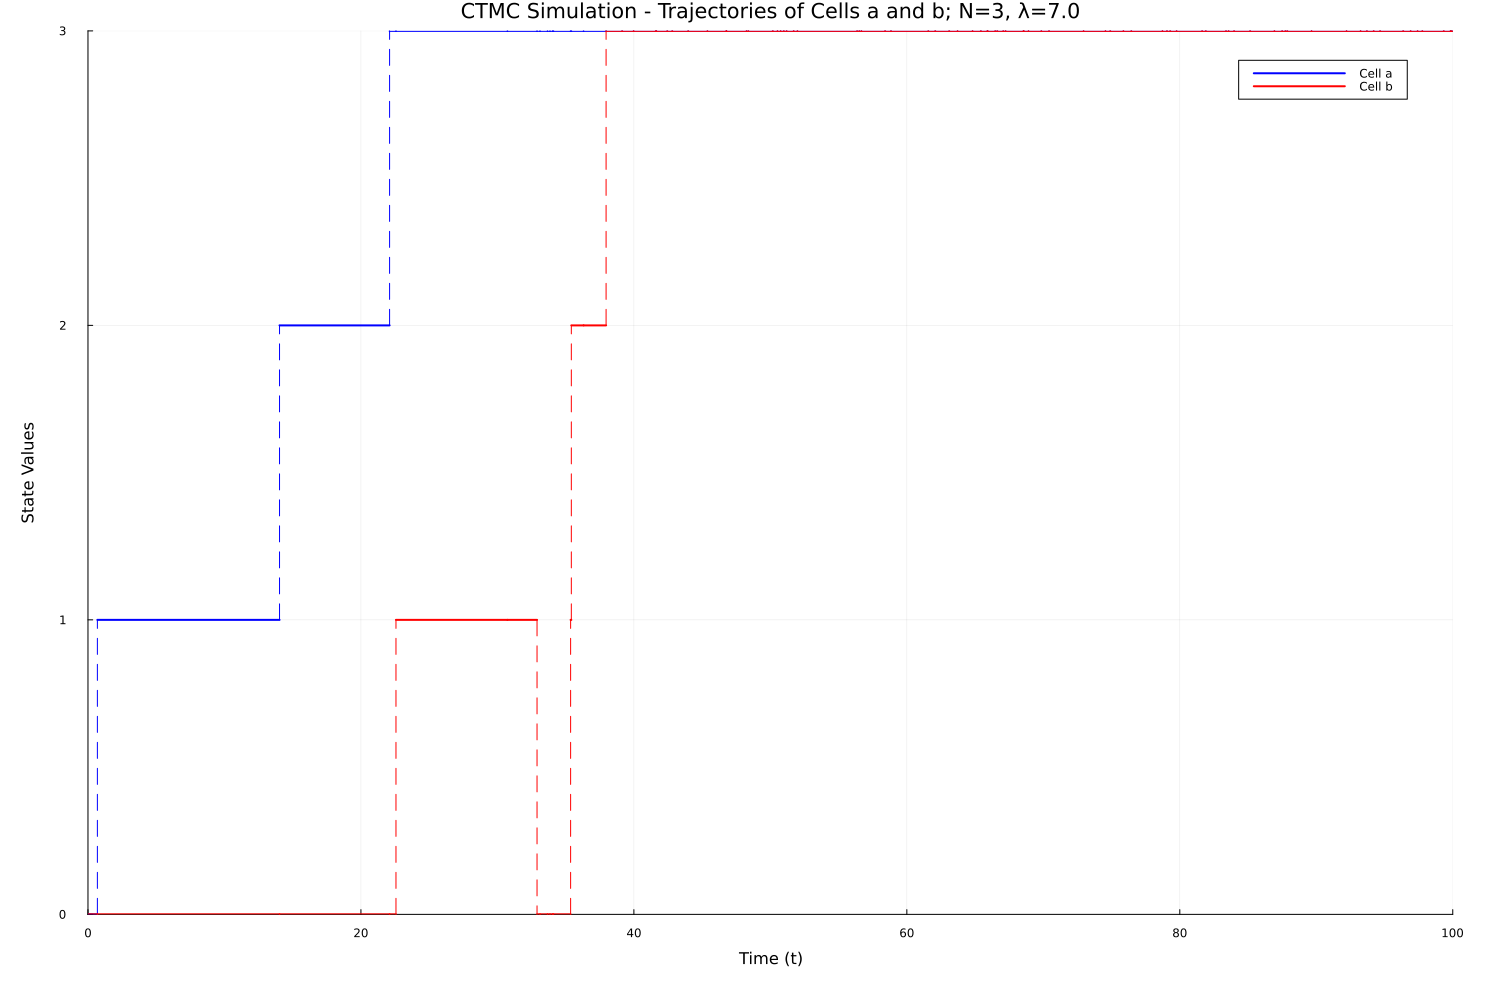 CTMC Simulation - Trajectories of Cells a and b; N=3, λ=7.0
3
Cell a
Cell b
2
State Values
1
0
0 20 40 60 80 100
Time (t)